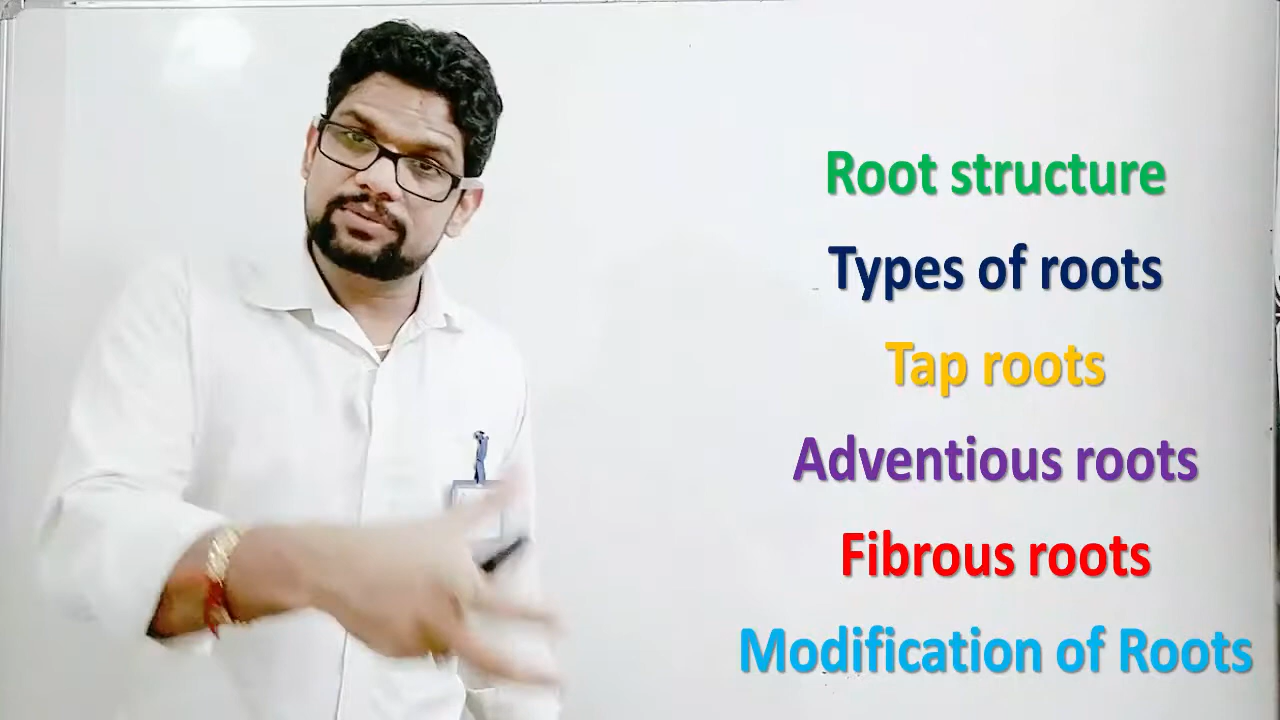 Root structure
Types of roots
Tap roots
Adventious roots
Fibrous roots
Modification of Roots